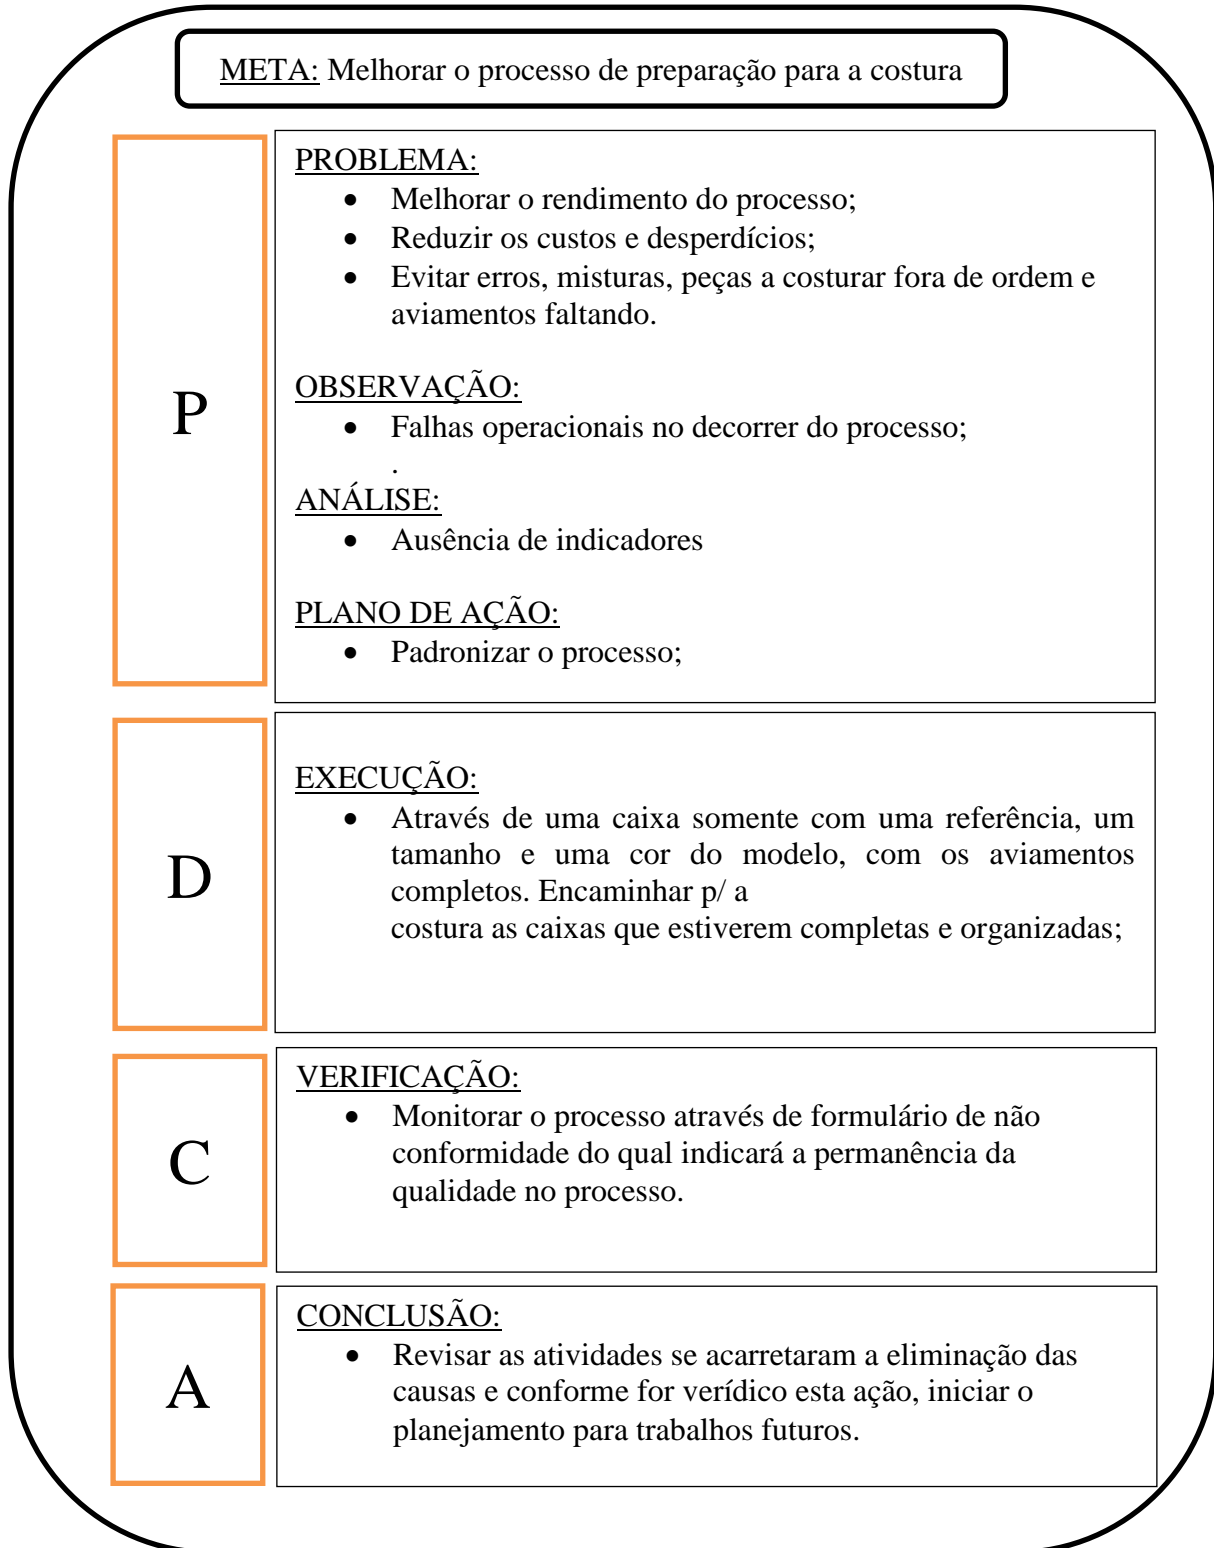 META: Melhorar o processo de preparação para a costura
P
PROBLEMA:
• Melhorar o rendimento do processo;
• Reduzir os custos e desperdícios;
• Evitar erros, misturas, peças a costurar fora de ordem e
aviamentos faltando.
OBSERVAÇÃO:
• Falhas operacionais no decorrer do processo;
.
ANÁLISE:
• Ausência de indicadores
PLANO DE AÇÃO:
• Padronizar o processo;
D
EXECUÇÃO:
• Através de uma caixa somente com uma referência, um
tamanho e uma cor do modelo, com os aviamentos
completos. Encaminhar p/ a
costura as caixas que estiverem completas e organizadas;
C
VERIFICAÇÃO:
• Monitorar o processo através de formulário de não
conformidade do qual indicará a permanência da
qualidade no processo.
A
CONCLUSÃO:
• Revisar as atividades se acarretaram a eliminação das
causas e conforme for verídico esta ação, iniciar o
planejamento para trabalhos futuros.